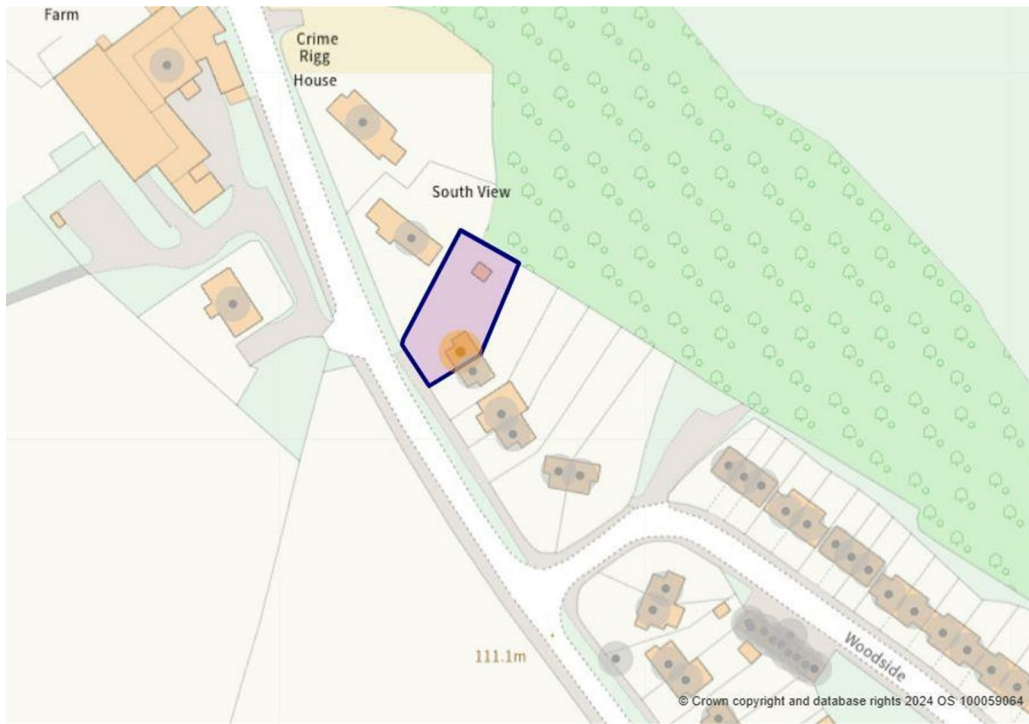 Farm
Crime
Rigg
House
South View
111.1m
Woodside
© Crown copyright and database rights 2024 OS 100059064